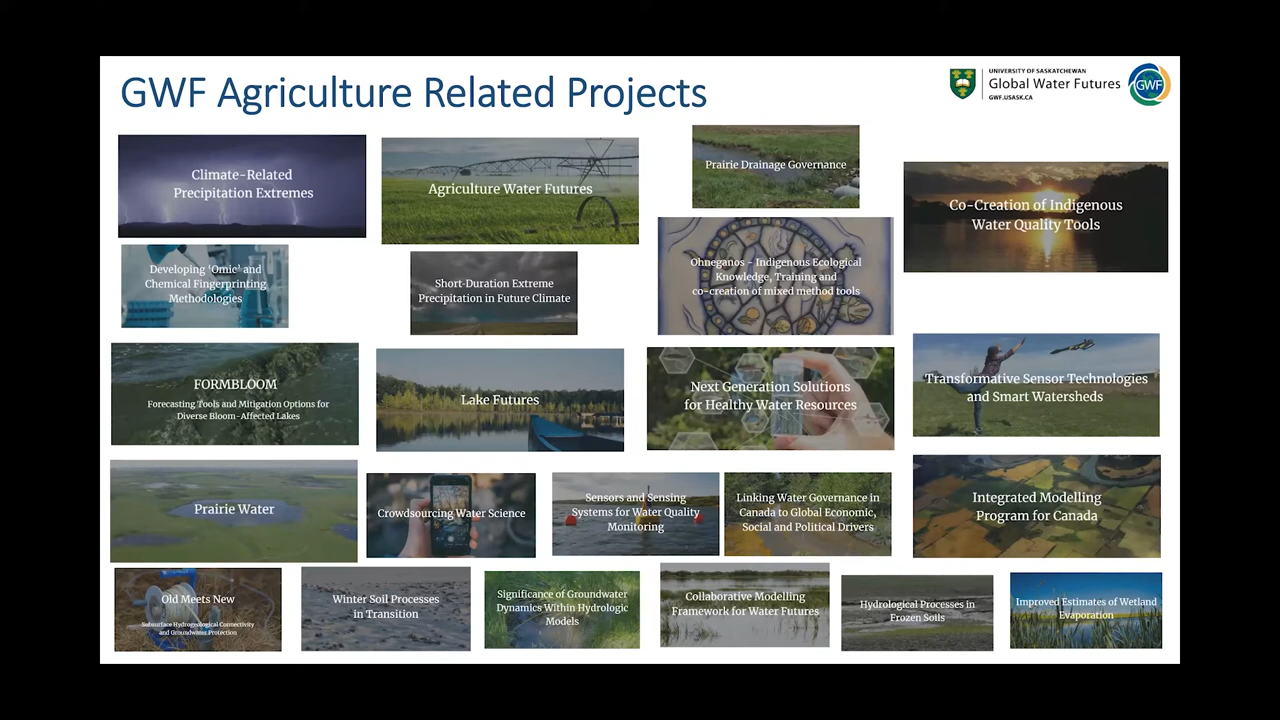 GWF Agriculture Related Projects
UNIVERSITY OF SASKATCHEWAN
Global Water Futures
GWF.USASK.CA
GWF
Climate-Related
Precipitation Extremes
Agriculture Water Futures
Prairie Drainage Governance
Co-Creation of Indigenous
Water Quality Tools
Developing 'Omic' and
Chemical Fingerprinting
Methodologies
Short-Duration Extreme
Precipitation in Future Climate
Ohneganos - Indigenous Ecological
Knowledge, Training and
co-creation of mixed method tools
FORMBLOOM
Forecasting Tools and Mitigation Options for
Diverse Bloom-Affected Lakes
Lake Futures
Next Generation Solutions
for Healthy Water Resources
Transformative Sensor Technologies
and Smart Watersheds
Prairie Water
Crowdsourcing Water Science
Sensors and Sensing
Systems for Water Quality
Monitoring
Linking Water Governance in
Canada to Global Economic,
Social and Political Drivers
Integrated Modelling
Program for Canada
Old Meets New
Subsurface Hydrogeological Connectivity
and Groundwater Protection
Winter Soil Processes
in Transition
Significance of Groundwater
Dynamics Within Hydrologic
Models
Collaborative Modelling
Framework for Water Futures
Hydrological Processes in
Frozen Soils
Improved Estimates of Wetland
Evaporation